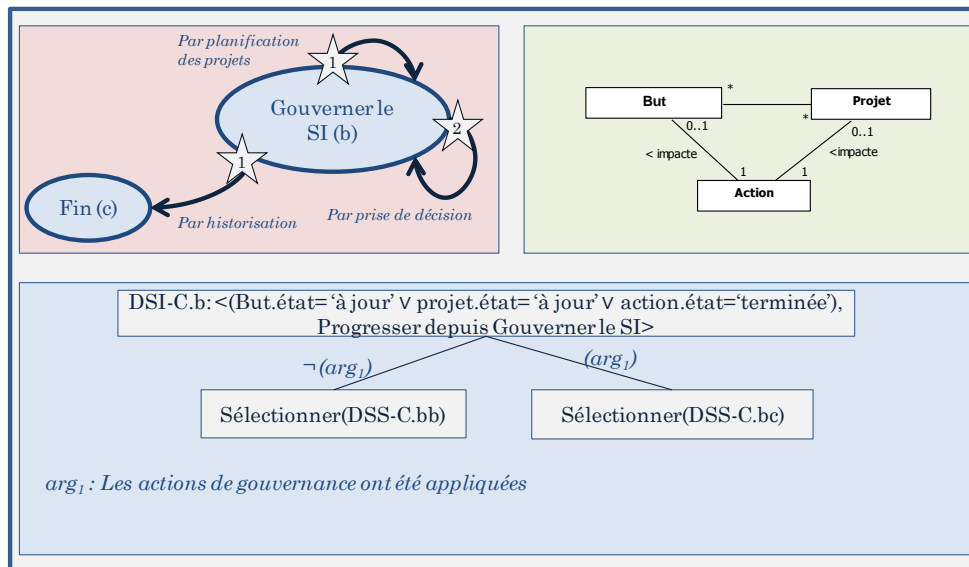 Par planification
des projets
1
Gouverner le
SI (b)
2
1
Fin (c)
Par historisation
Par prise de décision
But
*
*
Projet
0..1
0..1
< impacte
<impacte
1
1
Action
DSI-C.b: <(But.état= ‘à jour’ ∨ projet.état= ‘à jour’ ∨ action.état=‘terminée’),
Progresser depuis Gouverner le SI>
¬ (arg₁)
(arg₁)
Sélectionner(DSS-C.bb)
Sélectionner(DSS-C.bc)
arg₁ : Les actions de gouvernance ont été appliquées